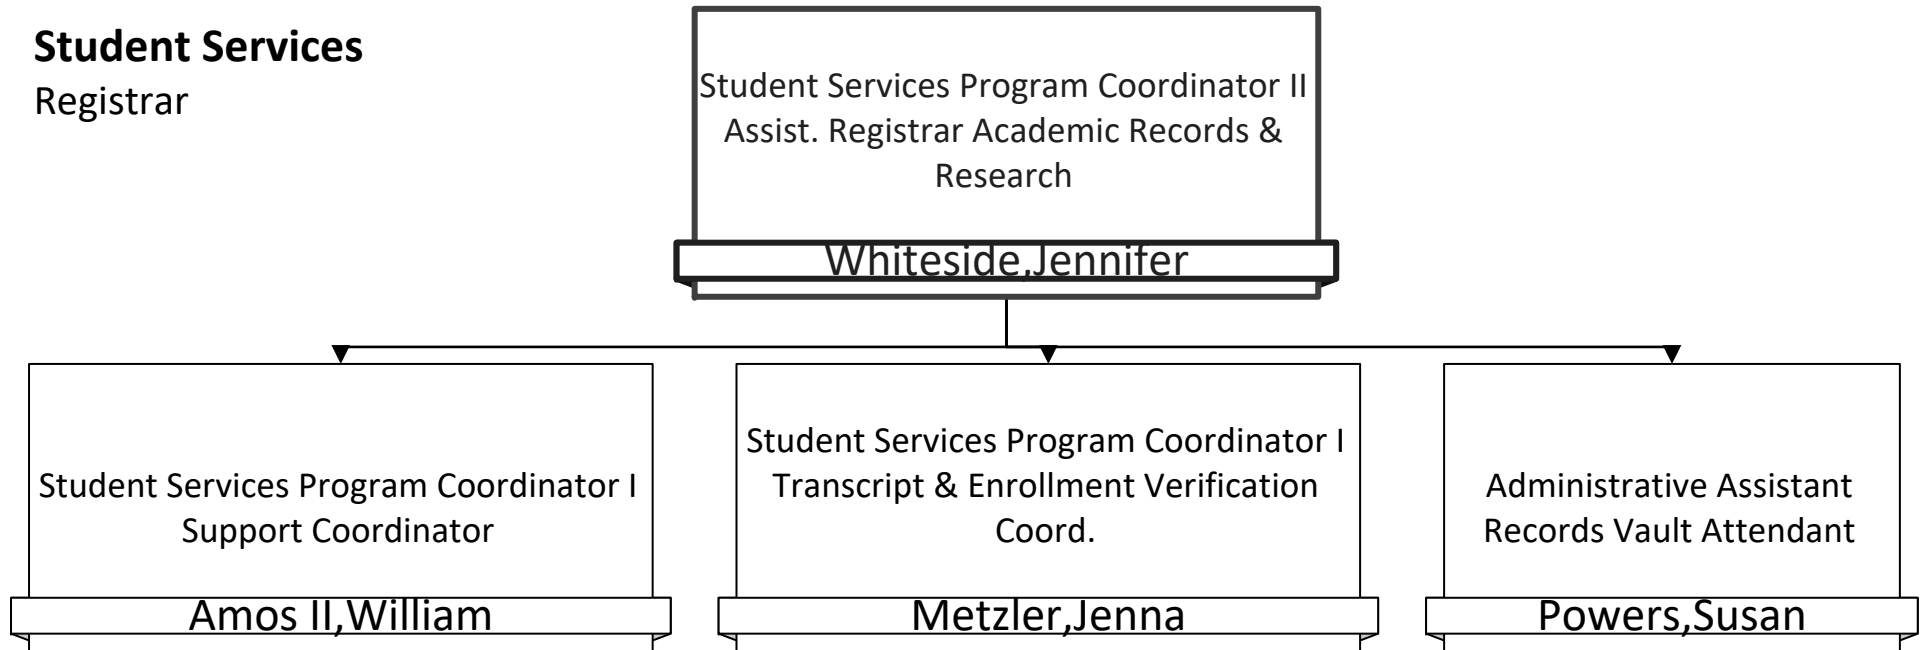 Student Services
Registrar
Student Services Program Coordinator II
Assist. Registrar Academic Records &
Research
Whiteside,Jennifer
Student Services Program Coordinator I
Support Coordinator
Amos II,William
Student Services Program Coordinator I
Transcript & Enrollment Verification
Coord.
Metzler,Jenna
Administrative Assistant
Records Vault Attendant
Powers,Susan